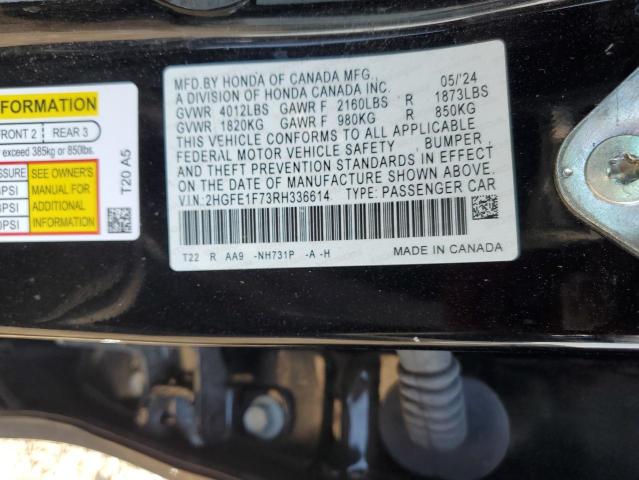 FORMATION
FRONT 2 REAR 3
exceed 385kg or 850lbs.
SSURE SEE OWNER'S
PSI MANUAL FOR
PSI ADDITIONAL
PSI INFORMATION
T20 A5
MFD.BY HONDA OF CANADA MFG., 05/'24
A DIVISION OF HONDA CANADA INC.
GVWR 4012LBS GAWR F 2160LBS R 1873LBS
GVWR 1820KG GAWR F 980KG R 850KG
THIS VEHICLE CONFORMS TO ALL APPLICABLE
FEDERAL MOTOR VEHICLE SAFETY BUMPER,
AND THEFT PREVENTION STANDARDS IN EFFECT
ON THE DATE OF MANUFACTURE SHOWN ABOVE.
V.I.N:2HGFE1F73RH336614 TYPE: PASSENGER CAR
T22 R AA9 -NH731P -A -H MADE IN CANADA